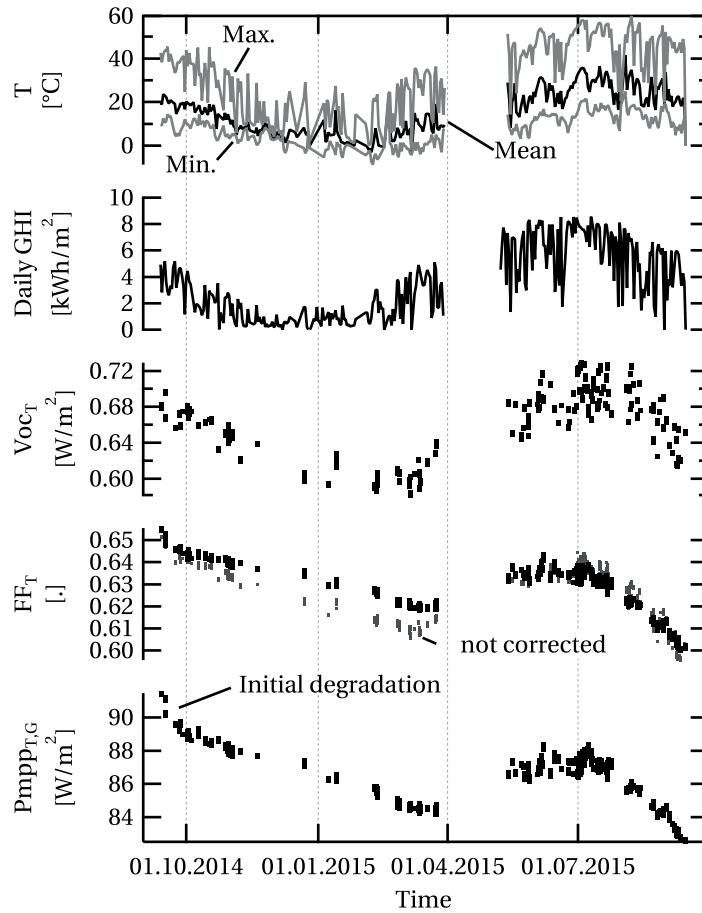 60
40
20
0
T
[°C]
Max.
Min.
Mean
10
8
6
4
2
0
Daily GHI
[kWh/m²]
0.72
0.68
0.64
0.60
Voc_T
[W/m²]
0.65
0.64
0.63
0.62
0.61
0.60
FF_T
[.]
not corrected
Initial degradation
90
88
86
84
Pmpp_T,G
[W/m²]
01.10.2014 01.01.2015 01.04.2015 01.07.2015
Time